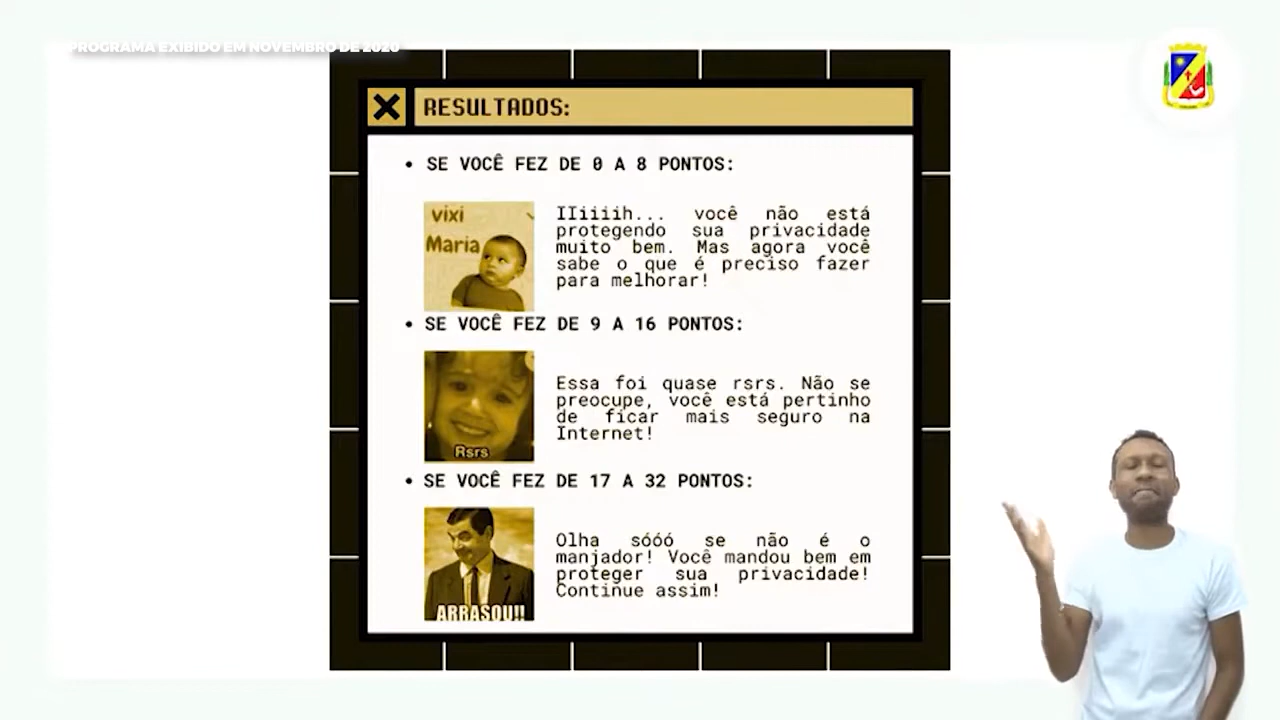 PROGRAMA EXIBIDO EM NOVEMBRO DE 2020
RESULTADOS:
• SE VOCÊ FEZ DE 0 A 8 PONTOS:
vixi
Maria
IIiiiih... você não está
protegendo sua privacidade
muito bem. Mas agora você
sabe o que é preciso fazer
para melhorar!
• SE VOCÊ FEZ DE 9 A 16 PONTOS:
Rsrs
Essa foi quase rsrs. Não se
preocupe, você está pertinho
de ficar mais seguro na
Internet!
• SE VOCÊ FEZ DE 17 A 32 PONTOS:
ARRASOU!!
Olha sóóó se não é o
manjador! Você mandou bem em
proteger sua privacidade!
Continue assim!